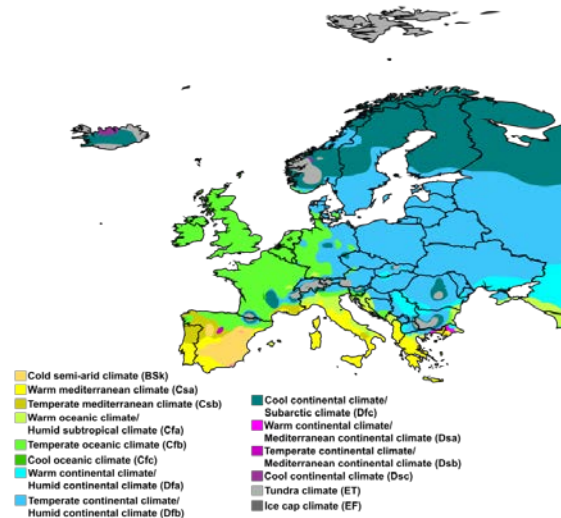 Cold semi-arid climate (BSk)
Warm mediterranean climate (Csa)
Temperate mediterranean climate (Csb)
Warm oceanic climate/
Humid subtropical climate (Cfa)
Temperate oceanic climate (Cfb)
Cool oceanic climate (Cfc)
Warm continental climate/
Humid continental climate (Dfa)
Temperate continental climate/
Humid continental climate (Dfb)
Cool continental climate/
Subarctic climate (Dfc)
Warm continental climate/
Mediterranean continental climate (Dsa)
Temperate continental climate/
Mediterranean continental climate (Dsb)
Cool continental climate (Dsc)
Tundra climate (ET)
Ice cap climate (EF)